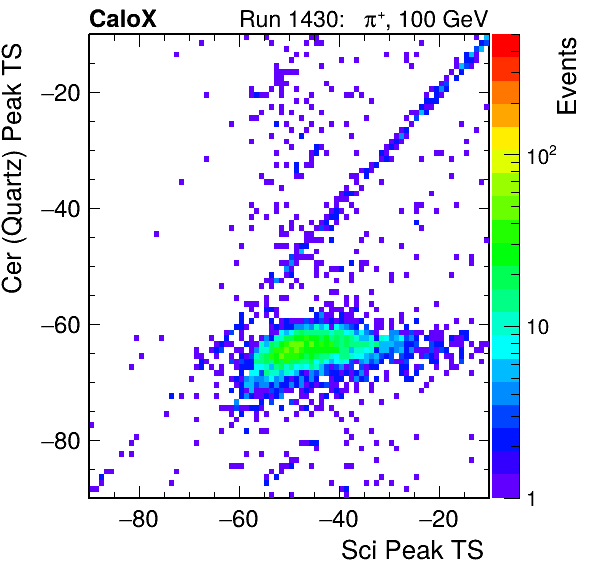 CaloX Run 1430: π⁺, 100 GeV
Cer (Quartz) Peak TS
−20
−40
−60
−80
−80 −60 −40 −20
Sci Peak TS
Events
10²
10
1